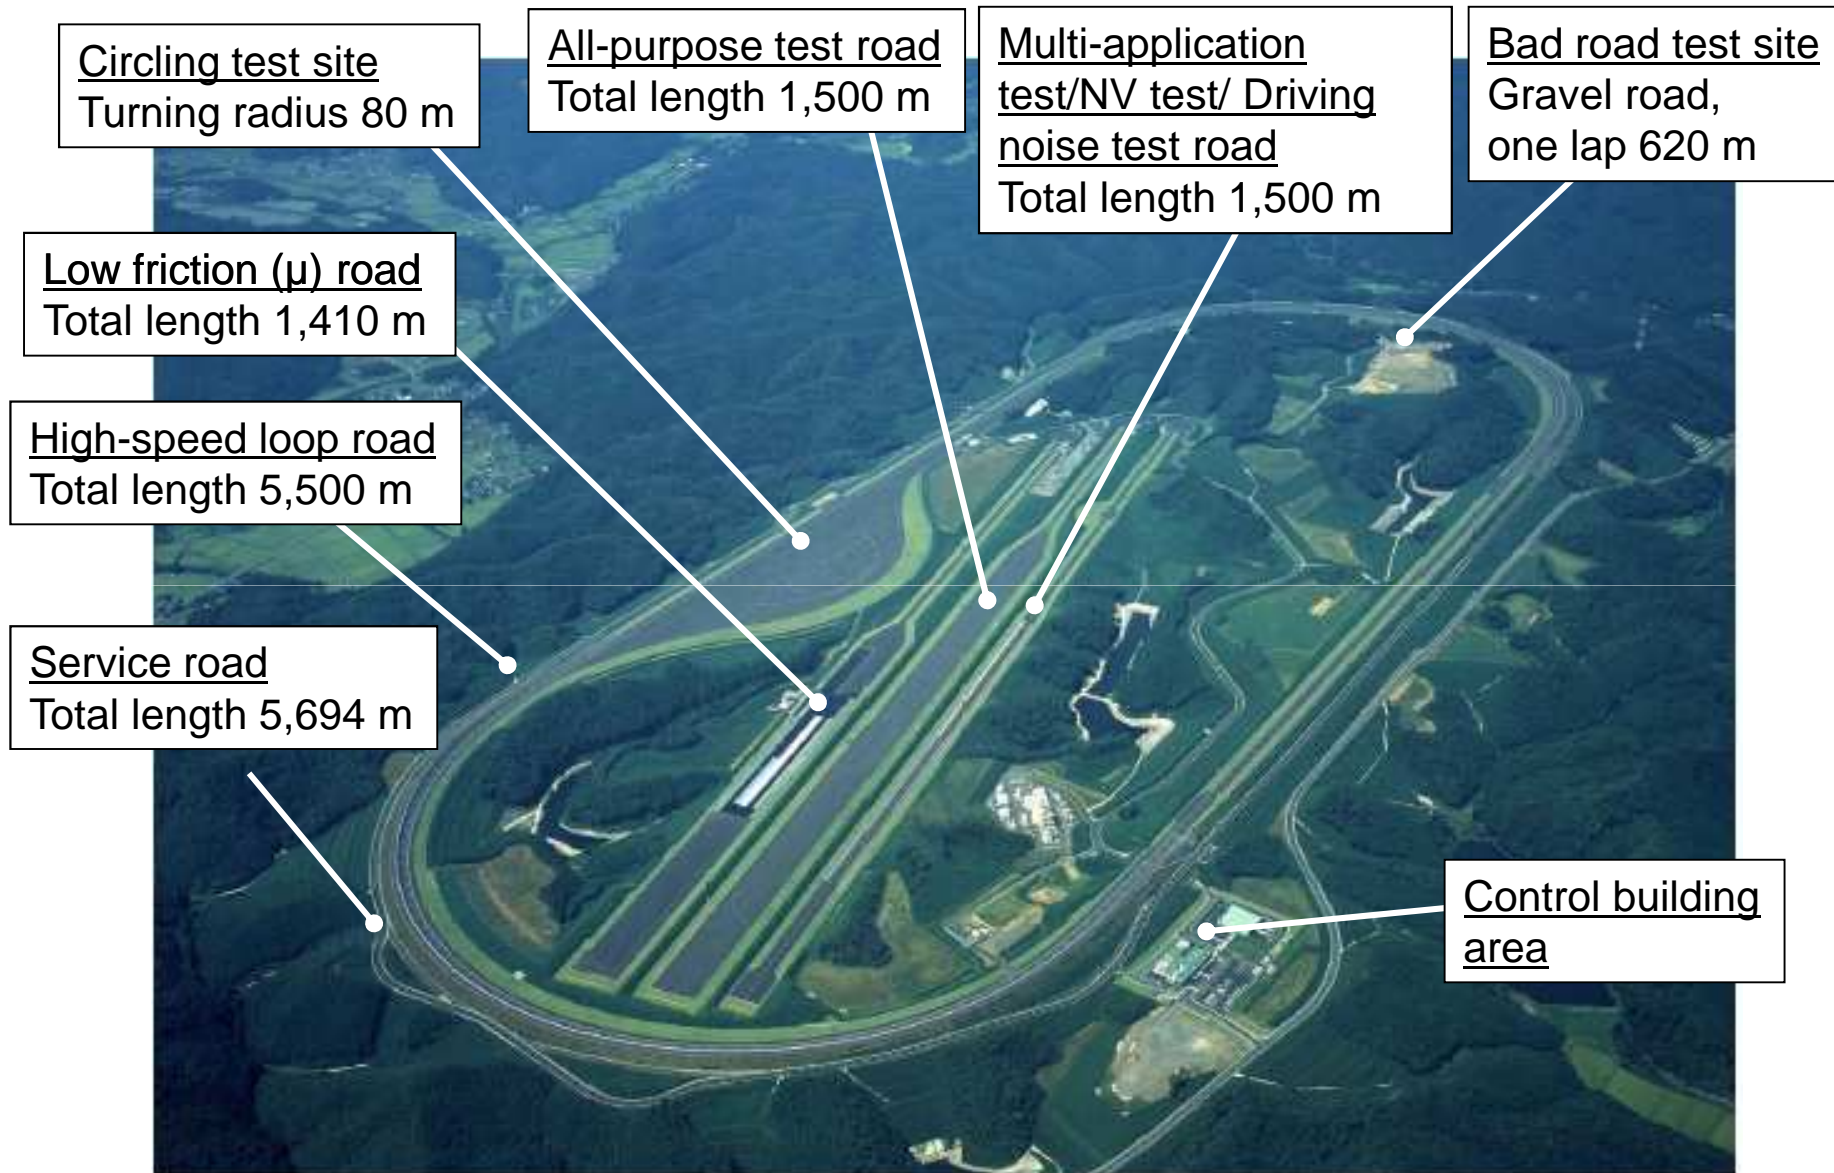 Circling test site
Turning radius 80 m
All-purpose test road
Total length 1,500 m
Multi-application
test/NV test/ Driving
noise test road
Total length 1,500 m
Bad road test site
Gravel road,
one lap 620 m
Low friction (μ) road
Total length 1,410 m
High-speed loop road
Total length 5,500 m
Service road
Total length 5,694 m
Control building
area